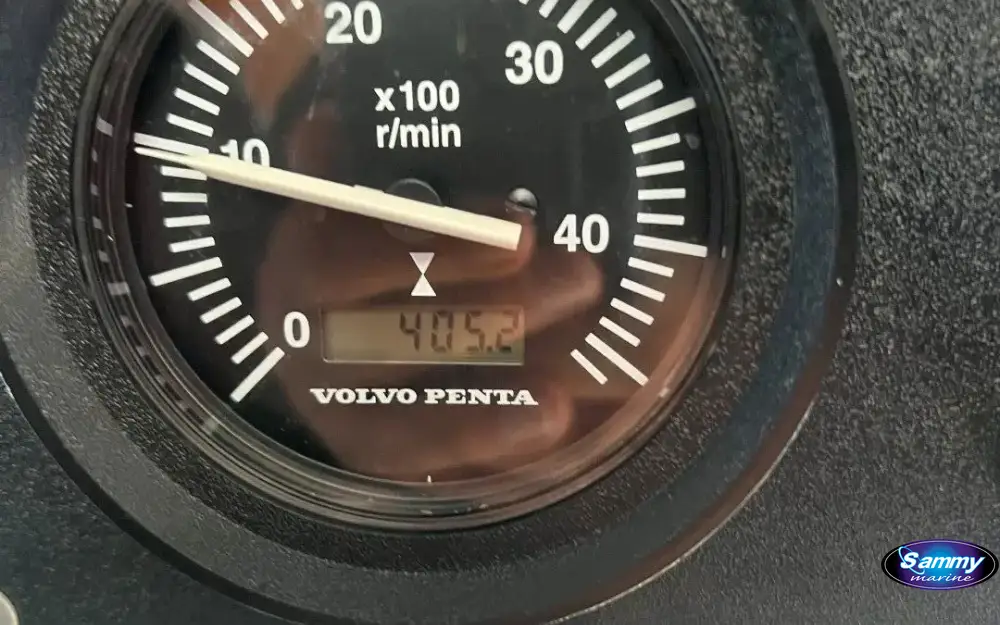 20
30
x100
r/min
10
40
0
405.2
VOLVO PENTA
Sammy
marine